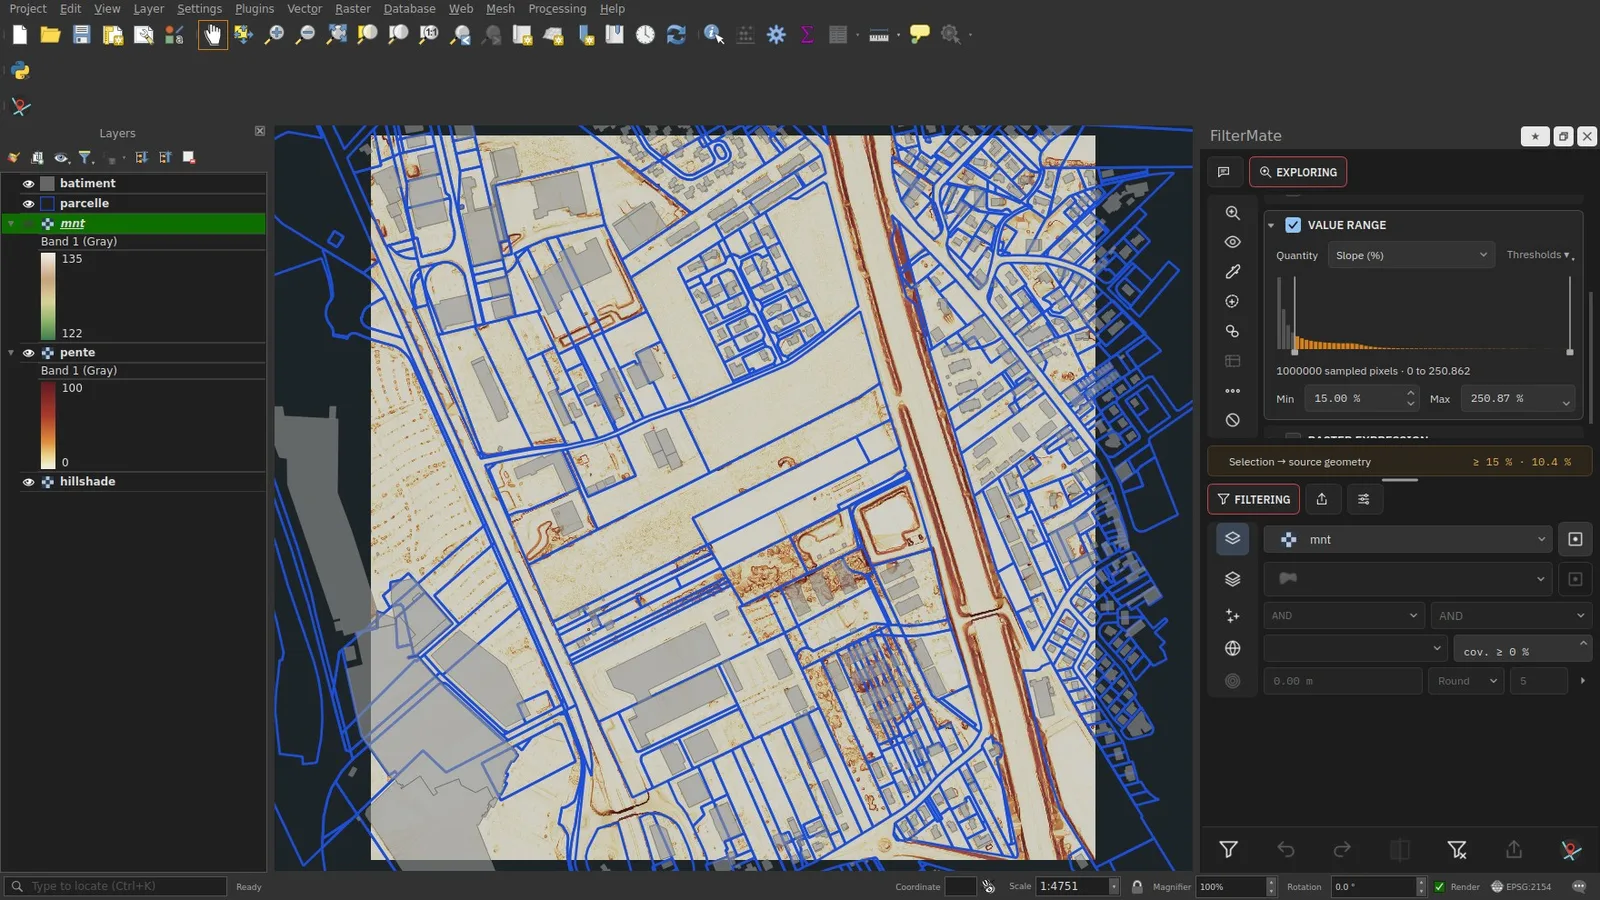 Project Edit View Layer Settings Plugins Vector Raster Database Web Mesh Processing Help
Layers
batiment
parcelle
mnt
Band 1 (Gray)
135
122
pente
Band 1 (Gray)
100
0
hillshade
FilterMate
EXPLORING
VALUE RANGE
Quantity Slope (%) Thresholds
1000000 sampled pixels · 0 to 250.862
Min 15.00 % Max 250.87 %
RASTER EXPRESSION
Selection → source geometry ≥ 15 % · 10.4 %
FILTERING
mnt
AND AND
cov. ≥ 0 %
0.00 m Round 5
Type to locate (Ctrl+K) Ready Coordinate Scale 1:4751 Magnifier 100% Rotation 0.0 ° Render EPSG:2154